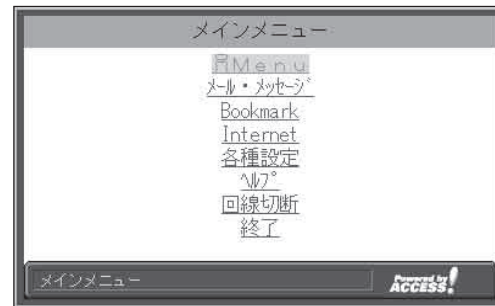 メインメニュー
iMenu
ﾒｰﾙ・ﾒｯｾｰｼﾞ
Bookmark
Internet
各種設定
ﾍﾙﾌﾟ
回線切断
終了
メインメニュー
Powered by
ACCESS!